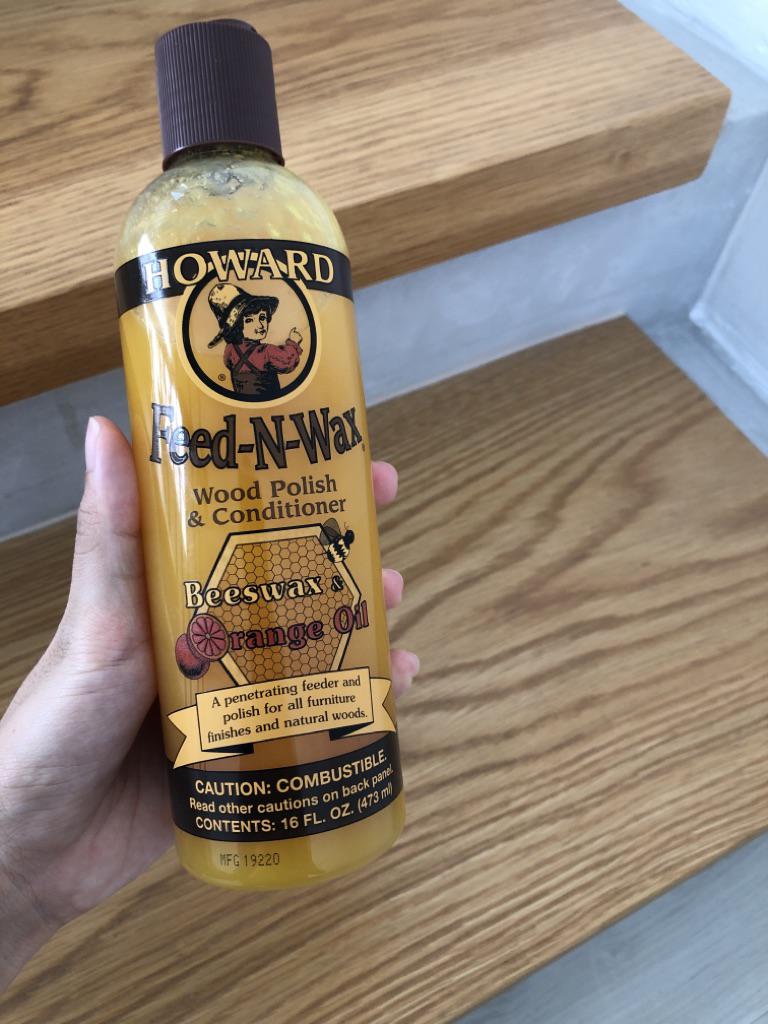 HOWARD
®
Feed-N-Wax®
Wood Polish
& Conditioner
Beeswax &
Orange Oil
A penetrating feeder and
polish for all furniture
finishes and natural woods.
CAUTION: COMBUSTIBLE.
Read other cautions on back panel.
CONTENTS: 16 FL. OZ. (473 ml)
MFG 19220